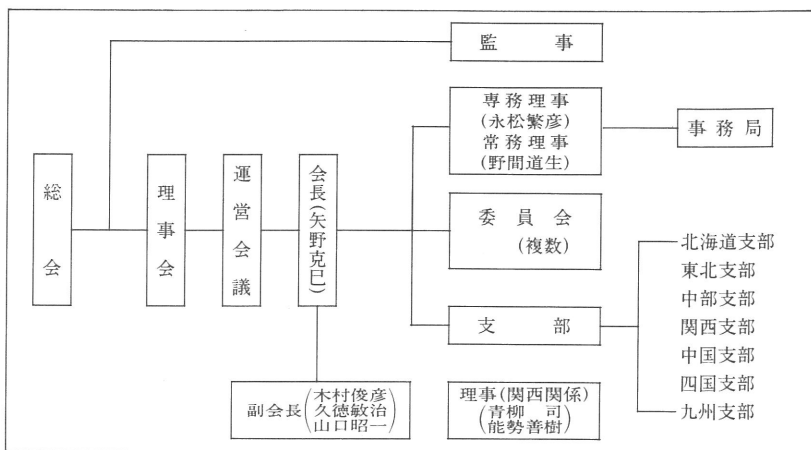 監事
専務理事
(永松繁彦)
常務理事
(野間道生)
事務局
総会
理事会
運営会議
会長(矢野克巳)
委員会
(複数)
支部
北海道支部
東北支部
中部支部
関西支部
中国支部
四国支部
九州支部
副会長(木村俊彦
久徳敏治
山口昭一)
理事(関西関係)
(青柳 司
能勢善樹)